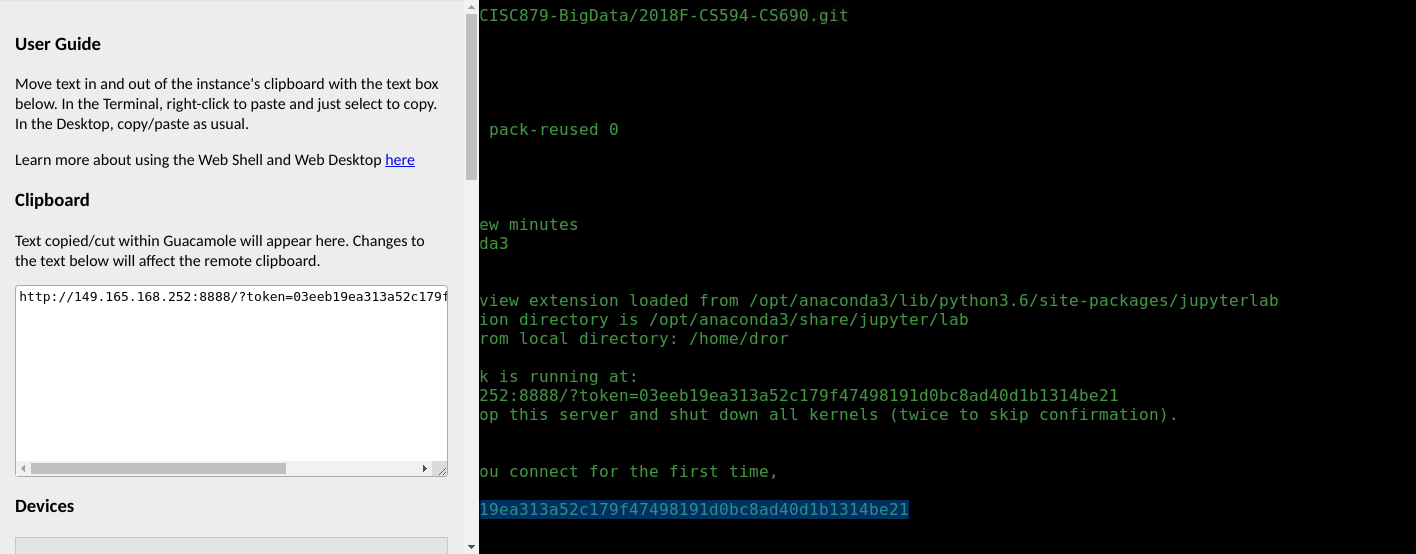 User Guide
Move text in and out of the instance's clipboard with the text box
below. In the Terminal, right-click to paste and just select to copy.
In the Desktop, copy/paste as usual.
Learn more about using the Web Shell and Web Desktop here
Clipboard
Text copied/cut within Guacamole will appear here. Changes to
the text below will affect the remote clipboard.
http://149.165.168.252:8888/?token=03eeb19ea313a52c179f
Devices
CISC879-BigData/2018F-CS594-CS690.git
pack-reused 0
ew minutes
da3
view extension loaded from /opt/anaconda3/lib/python3.6/site-packages/jupyterlab
ion directory is /opt/anaconda3/share/jupyter/lab
rom local directory: /home/dror
k is running at:
252:8888/?token=03eeb19ea313a52c179f47498191d0bc8ad40d1b1314be21
op this server and shut down all kernels (twice to skip confirmation).
ou connect for the first time,
19ea313a52c179f47498191d0bc8ad40d1b1314be21